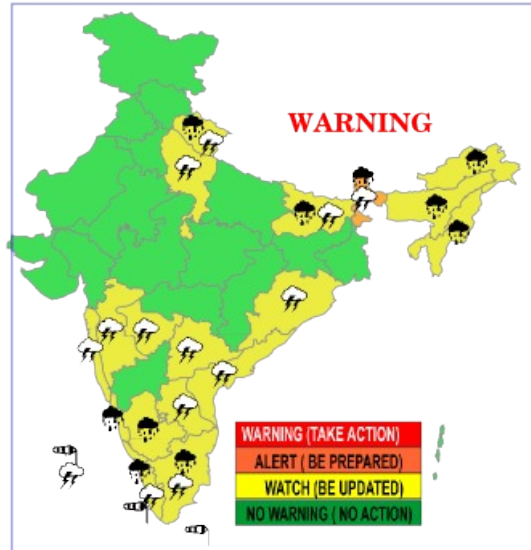 WARNING
WARNING (TAKE ACTION)
ALERT ( BE PREPARED)
WATCH (BE UPDATED)
NO WARNING ( NO ACTION)